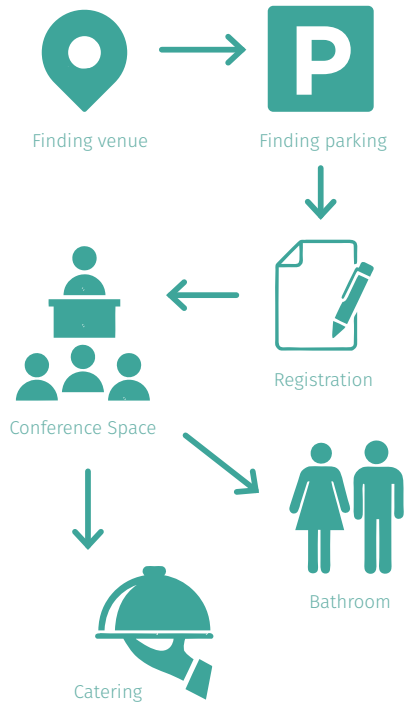 Finding venue
P
Finding parking
Registration
Conference Space
Bathroom
Catering